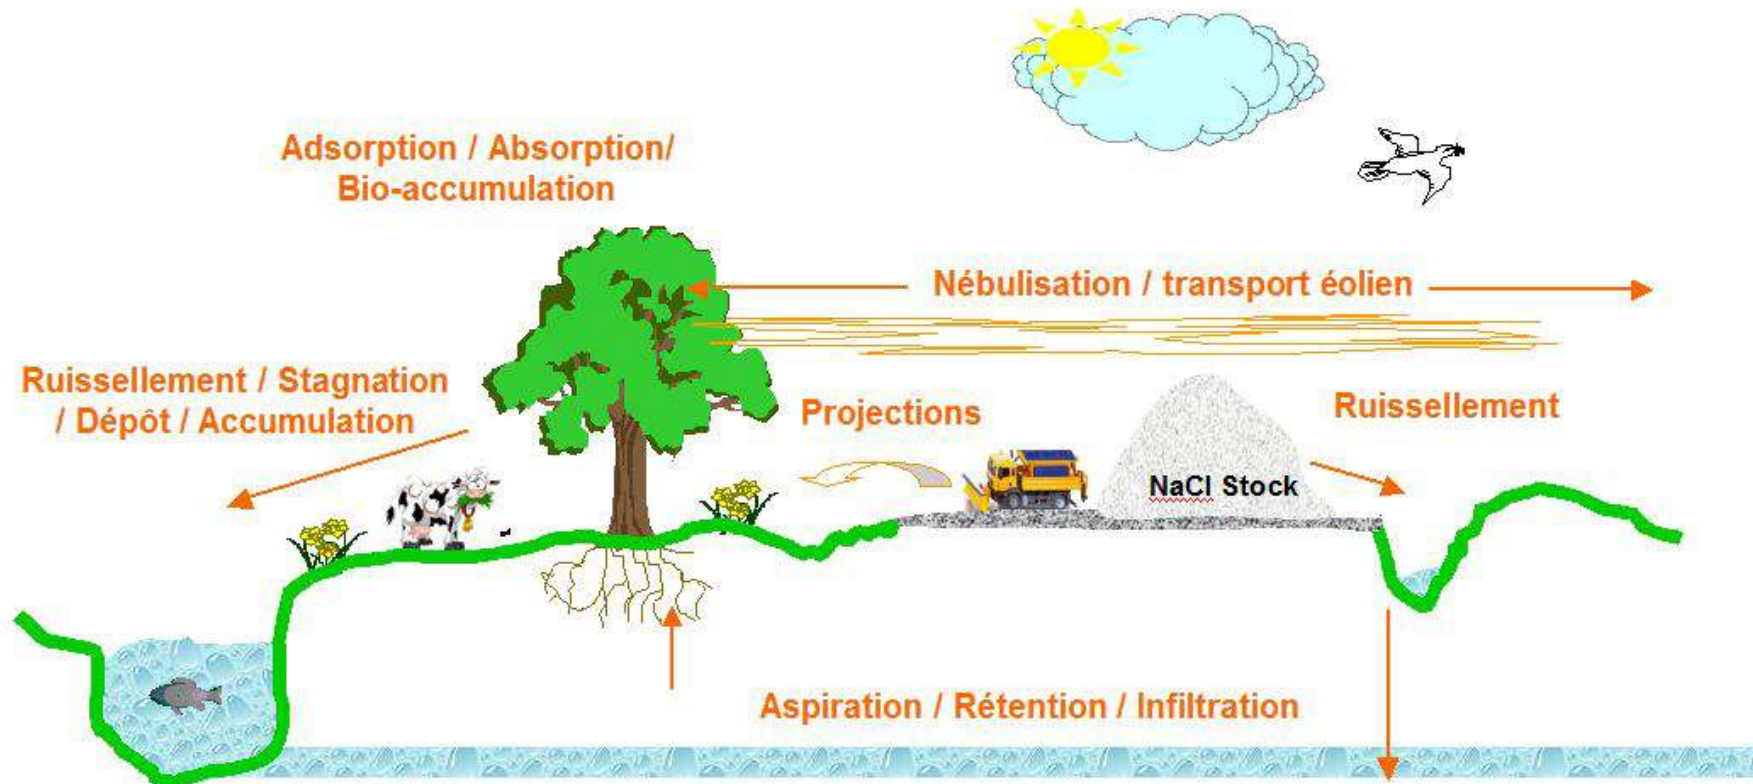 Adsorption / Absorption/
Bio-accumulation
Nébulisation / transport éolien
Ruissellement / Stagnation
/ Dépôt / Accumulation
Projections
Ruissellement
NaCl Stock
Aspiration / Rétention / Infiltration